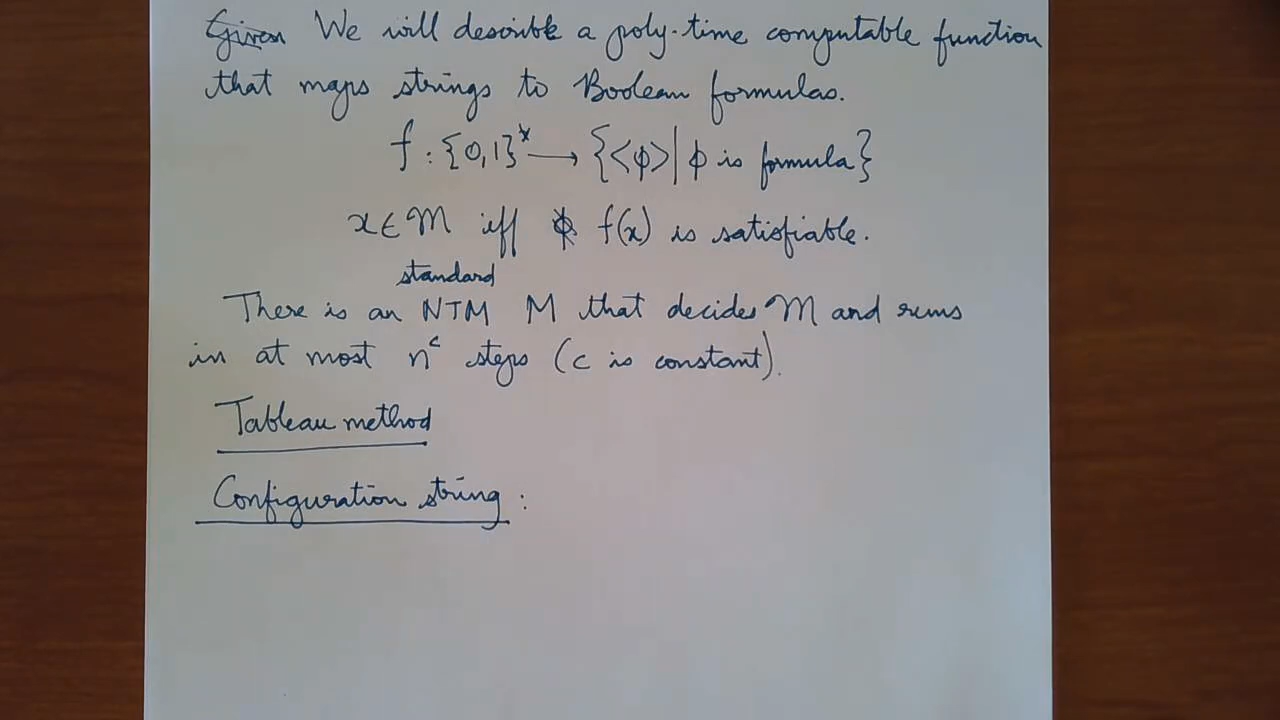 Given We will describe a poly-time computable function
that maps strings to Boolean formulas.
f : {0,1}* → {<ϕ> | ϕ is formula}
x ∈ M iff f(x) is satisfiable.
standard
There is an NTM M that decides M and runs
in at most n^c steps (c is constant).
Tableau method
Configuration string :